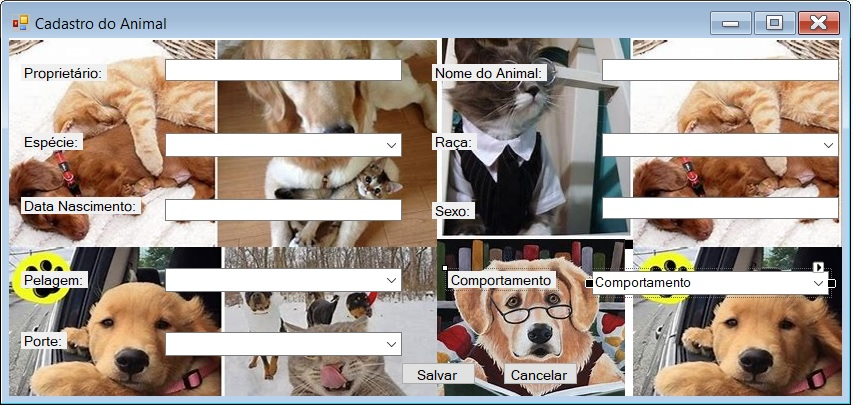 Cadastro do Animal
Proprietário:
Nome do Animal:
Espécie:
Raça:
Data Nascimento:
Sexo:
Pelagem:
Comportamento
Comportamento
Porte:
Salvar
Cancelar